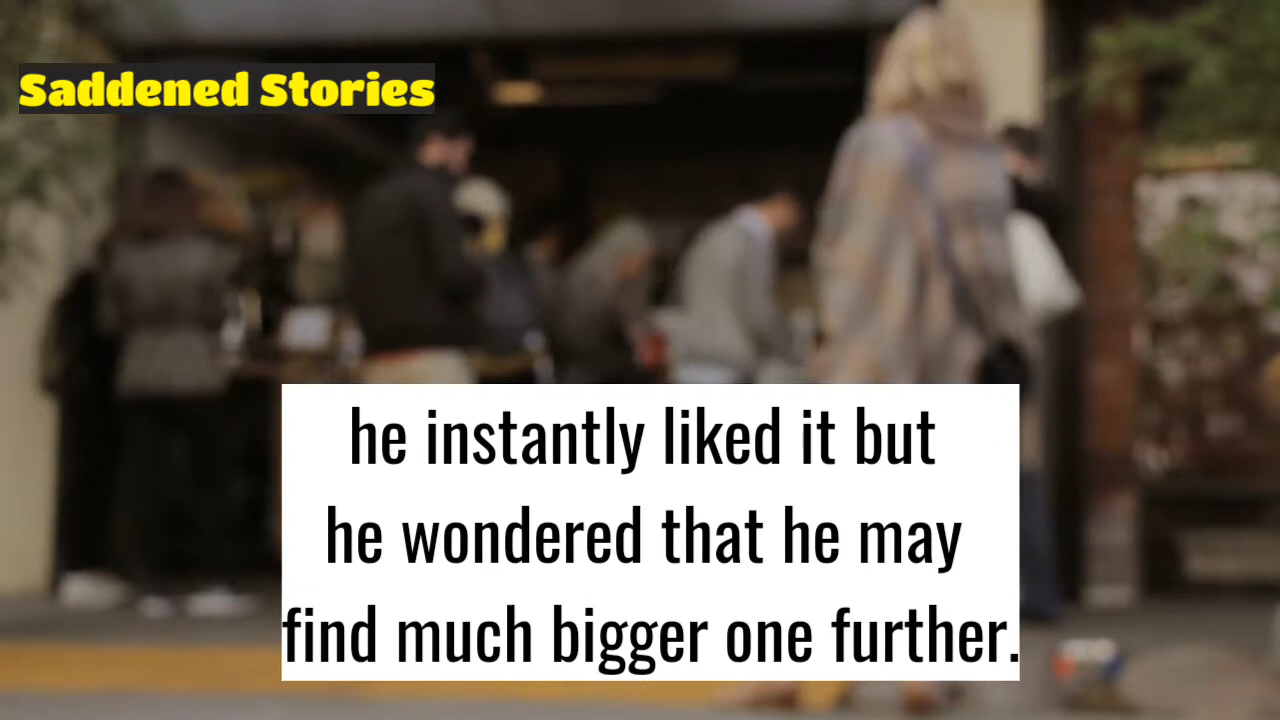 Saddened Stories
he instantly liked it but
he wondered that he may
find much bigger one further.